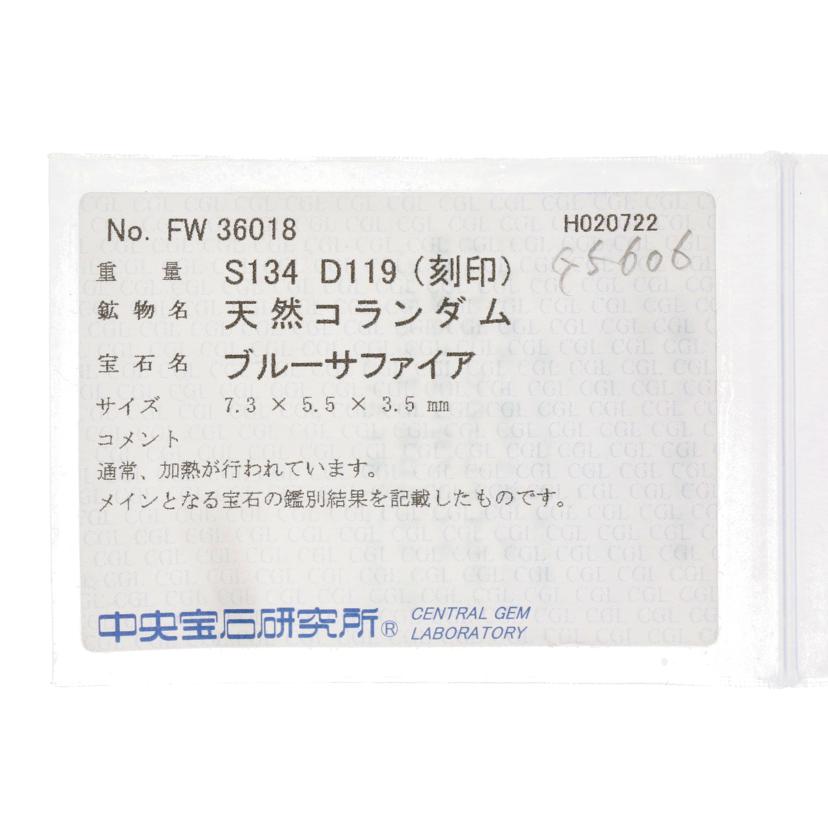 No. FW 36018
H020722
45606
重 量 S134 D119 (刻印)
鉱物名 天然コランダム
宝石名 ブルーサファイア
サイズ 7.3 × 5.5 × 3.5 mm
コメント
通常、加熱が行われています。
メインとなる宝石の鑑別結果を記載したものです。
中央宝石研究所® CENTRAL GEM
LABORATORY